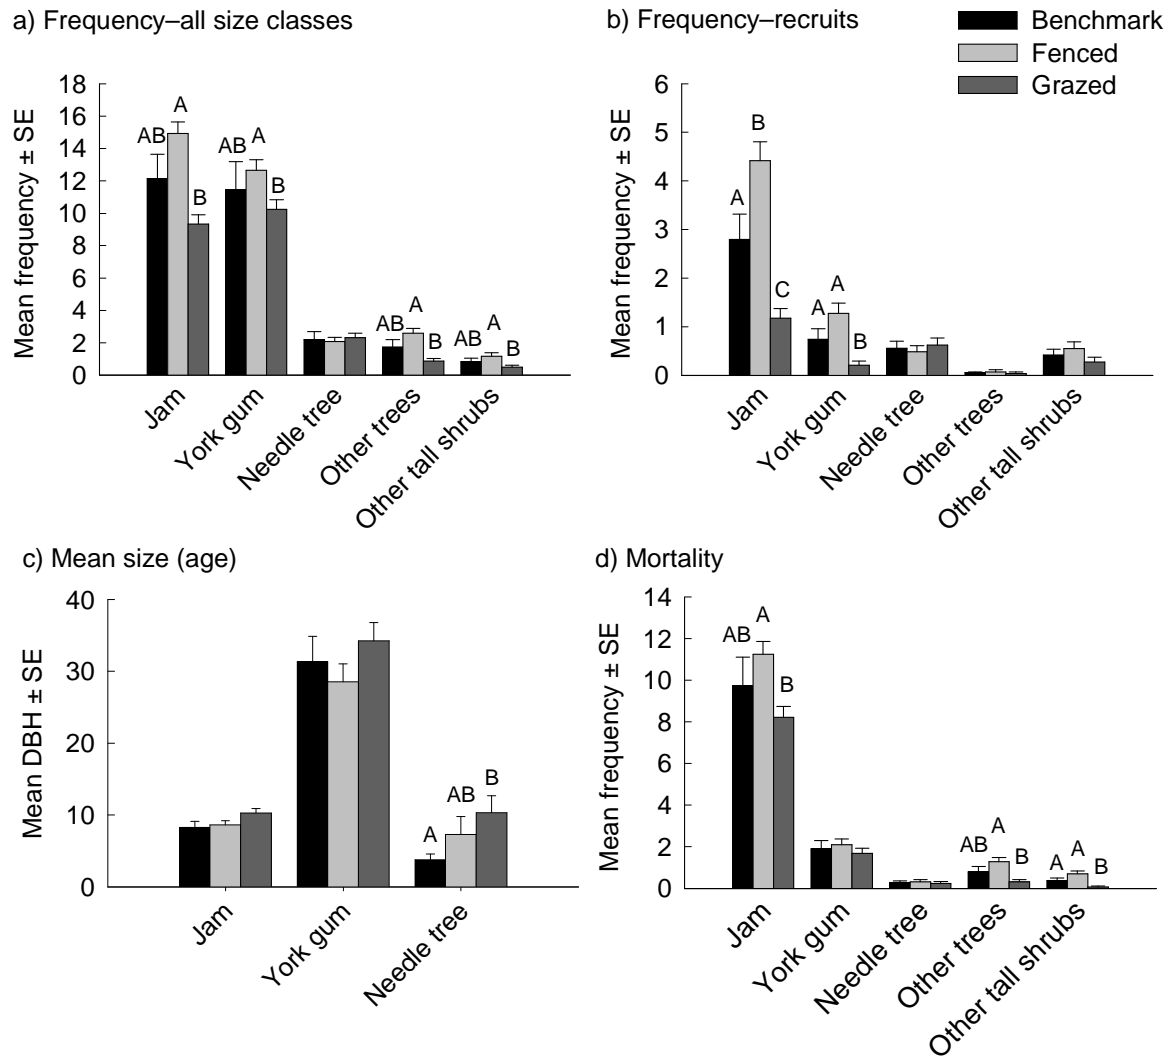 a) Frequency–all size classes
Mean frequency ± SE
18
16
14
12
10
8
6
4
2
0
AB A B
AB A B
AB A B
AB A B
Jam
York gum
Needle tree
Other trees
Other tall shrubs
b) Frequency–recruits
Benchmark
Fenced
Grazed
Mean frequency ± SE
6
5
4
3
2
1
0
A B C
A A B
Jam
York gum
Needle tree
Other trees
Other tall shrubs
c) Mean size (age)
Mean DBH ± SE
40
30
20
10
0
A AB B
Jam
York gum
Needle tree
d) Mortality
Mean frequency ± SE
14
12
10
8
6
4
2
0
AB A B
AB A B
A A B
Jam
York gum
Needle tree
Other trees
Other tall shrubs